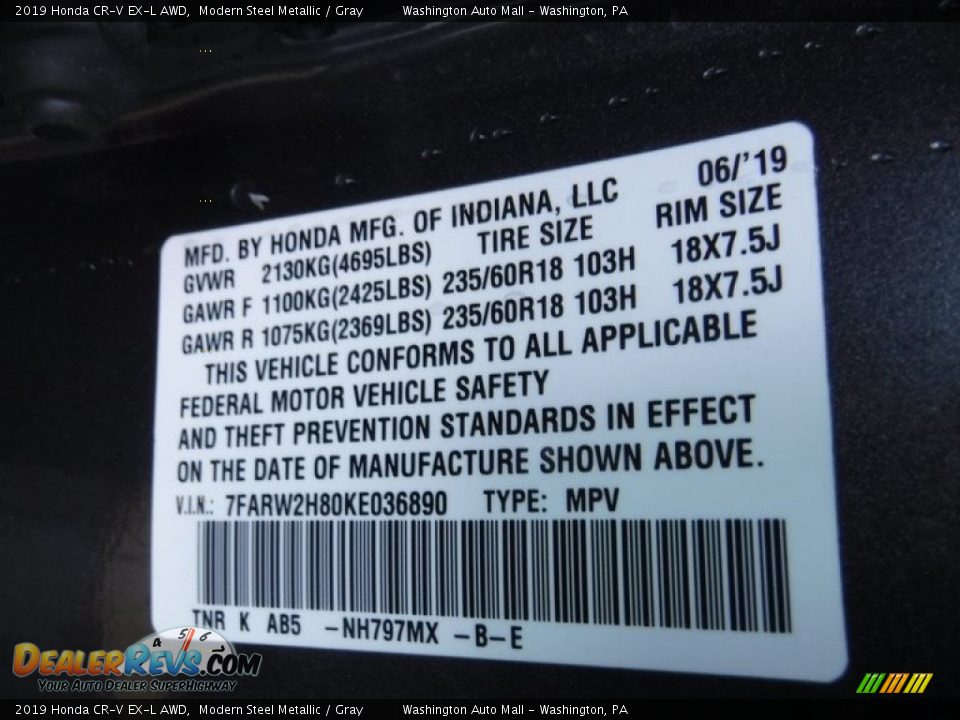 2019 Honda CR-V EX-L AWD, Modern Steel Metallic / Gray Washington Auto Mall - Washington, PA
MFD. BY HONDA MFG. OF INDIANA, LLC 06/'19
GVWR 2130KG(4695LBS) TIRE SIZE RIM SIZE
GAWR F 1100KG(2425LBS) 235/60R18 103H 18X7.5J
GAWR R 1075KG(2369LBS) 235/60R18 103H 18X7.5J
THIS VEHICLE CONFORMS TO ALL APPLICABLE
FEDERAL MOTOR VEHICLE SAFETY
AND THEFT PREVENTION STANDARDS IN EFFECT
ON THE DATE OF MANUFACTURE SHOWN ABOVE.
V.I.N.: 7FARW2H80KE036890 TYPE: MPV
TNR K AB5 -NH797MX -B-E
4 5 6 7
DEALERREVS.COM
YOUR AUTO DEALER SUPERHIGHWAY
2019 Honda CR-V EX-L AWD, Modern Steel Metallic / Gray Washington Auto Mall - Washington, PA